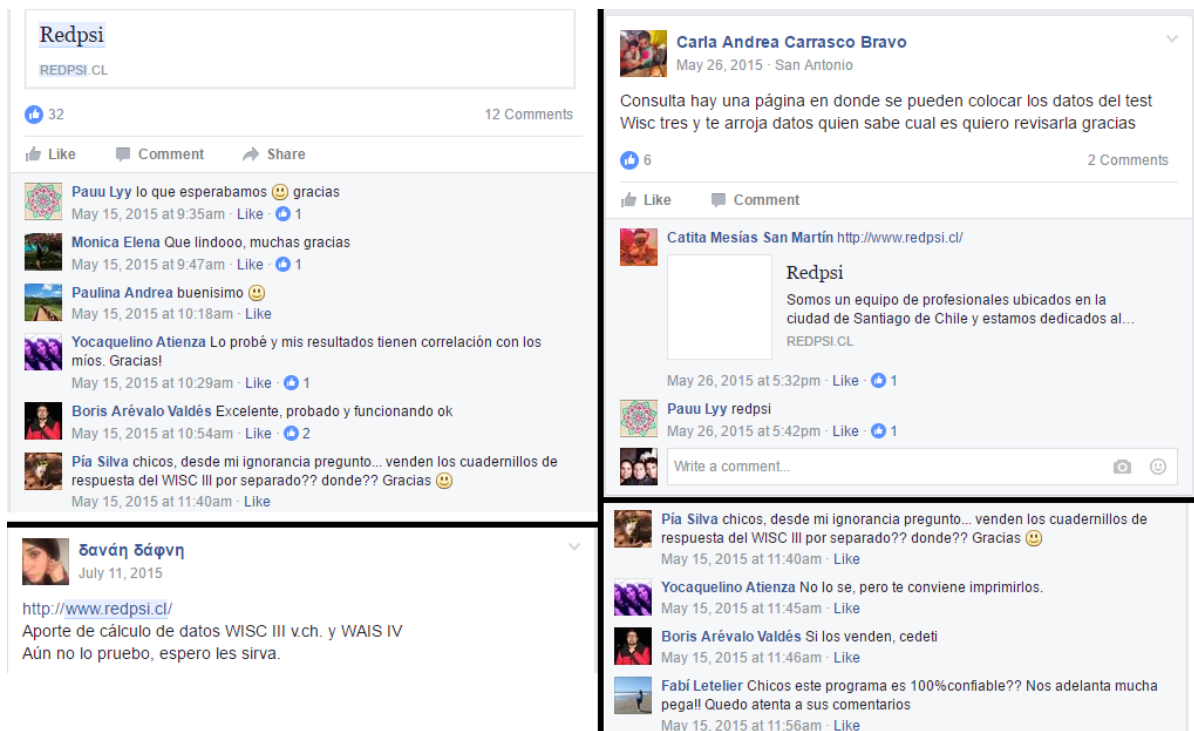 Redpsi
REDPSI.CL
32
12 Comments
Like Comment Share
Pauu Lyy lo que esperabamos gracias
May 15, 2015 at 9:35am · Like · 1
Monica Elena Que lindooo, muchas gracias
May 15, 2015 at 9:47am · Like · 1
Paulina Andrea buenisimo
May 15, 2015 at 10:18am · Like
Yocaquelino Atienza Lo probé y mis resultados tienen correlación con los
míos. Gracias!
May 15, 2015 at 10:29am · Like · 1
Boris Arévalo Valdés Excelente, probado y funcionando ok
May 15, 2015 at 10:54am · Like · 2
Pía Silva chicos, desde mi ignorancia pregunto... venden los cuadernillos de
respuesta del WISC III por separado?? donde?? Gracias
May 15, 2015 at 11:40am · Like
δανάη δάφνη
July 11, 2015
http://www.redpsi.cl/
Aporte de cálculo de datos WISC III v.ch. y WAIS IV
Aún no lo pruebo, espero les sirva.
Carla Andrea Carrasco Bravo
May 26, 2015 · San Antonio
Consulta hay una página en donde se pueden colocar los datos del test
Wisc tres y te arroja datos quien sabe cual es quiero revisarla gracias
6
2 Comments
Like Comment
Catita Mesías San Martín http://www.redpsi.cl/
Redpsi
Somos un equipo de profesionales ubicados en la
ciudad de Santiago de Chile y estamos dedicados al...
REDPSI.CL
May 26, 2015 at 5:32pm · Like · 1
Pauu Lyy redpsi
May 26, 2015 at 5:42pm · Like · 1
Write a comment...
Pía Silva chicos, desde mi ignorancia pregunto... venden los cuadernillos de
respuesta del WISC III por separado?? donde?? Gracias
May 15, 2015 at 11:40am · Like
Yocaquelino Atienza No lo se, pero te conviene imprimirlos.
May 15, 2015 at 11:45am · Like
Boris Arévalo Valdés Si los venden, cedeti
May 15, 2015 at 11:46am · Like
Fabí Letelier Chicos este programa es 100%confiable?? Nos adelanta mucha
pega!! Quedo atenta a sus comentarios
May 15, 2015 at 11:56am · Like